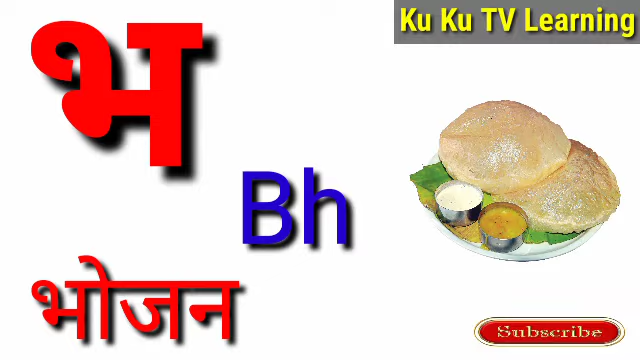 Ku Ku TV Learning
भ
Bh
भोजन
Subscribe